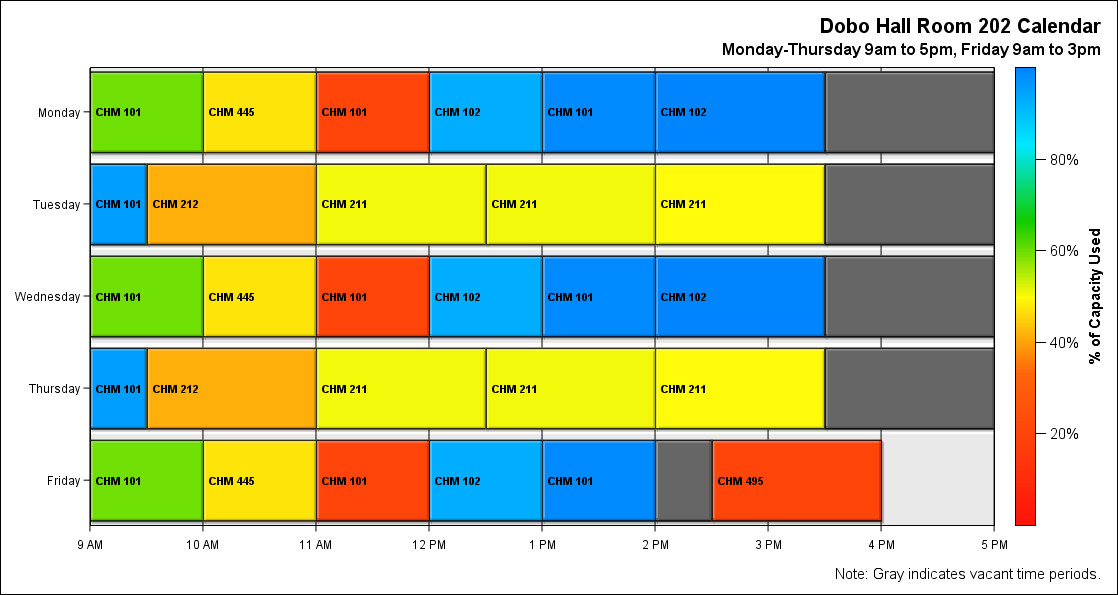 Dobo Hall Room 202 Calendar
Monday-Thursday 9am to 5pm, Friday 9am to 3pm
Monday CHM 101 CHM 445 CHM 101 CHM 102 CHM 101 CHM 102
80%
Tuesday CHM 101 CHM 212 CHM 211 CHM 211 CHM 211
60%
% of Capacity Used
Wednesday CHM 101 CHM 445 CHM 101 CHM 102 CHM 101 CHM 102
40%
Thursday CHM 101 CHM 212 CHM 211 CHM 211 CHM 211
20%
Friday CHM 101 CHM 445 CHM 101 CHM 102 CHM 101 CHM 495
9 AM 10 AM 11 AM 12 PM 1 PM 2 PM 3 PM 4 PM 5 PM
Note: Gray indicates vacant time periods.